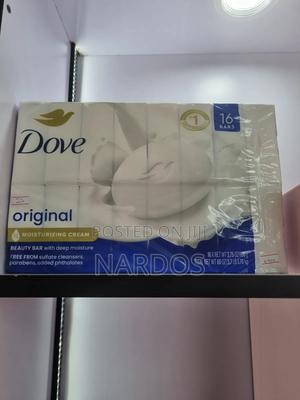 Dove
16
BARS
#1
original
MOISTURIZING CREAM
BEAUTY BAR with deep moisture
FREE FROM sulfate cleansers,
parabens, added phthalates
POSTED ON JIJI
NARDOS